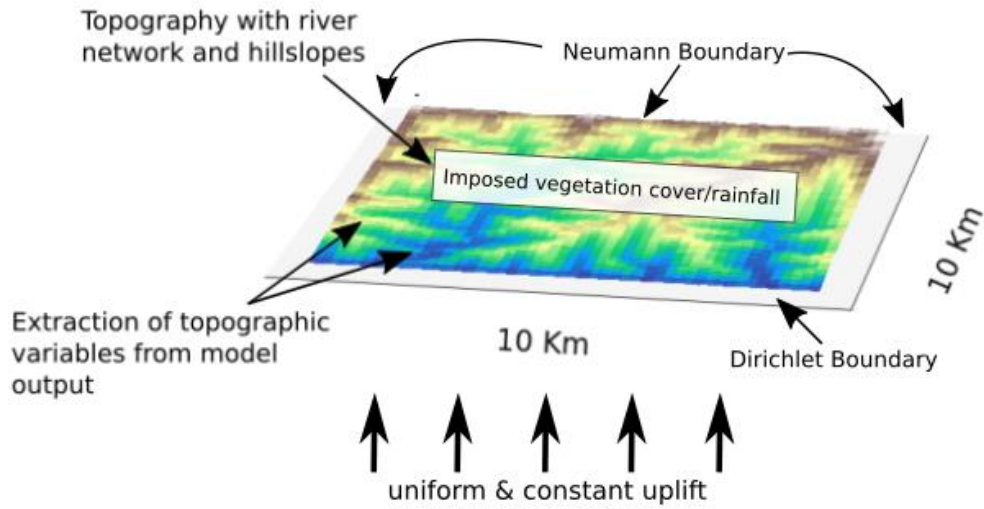 Topography with river
network and hillslopes
Neumann Boundary
Imposed vegetation cover/rainfall
10 Km
Extraction of topographic
variables from model
output
10 Km
Dirichlet Boundary
uniform & constant uplift